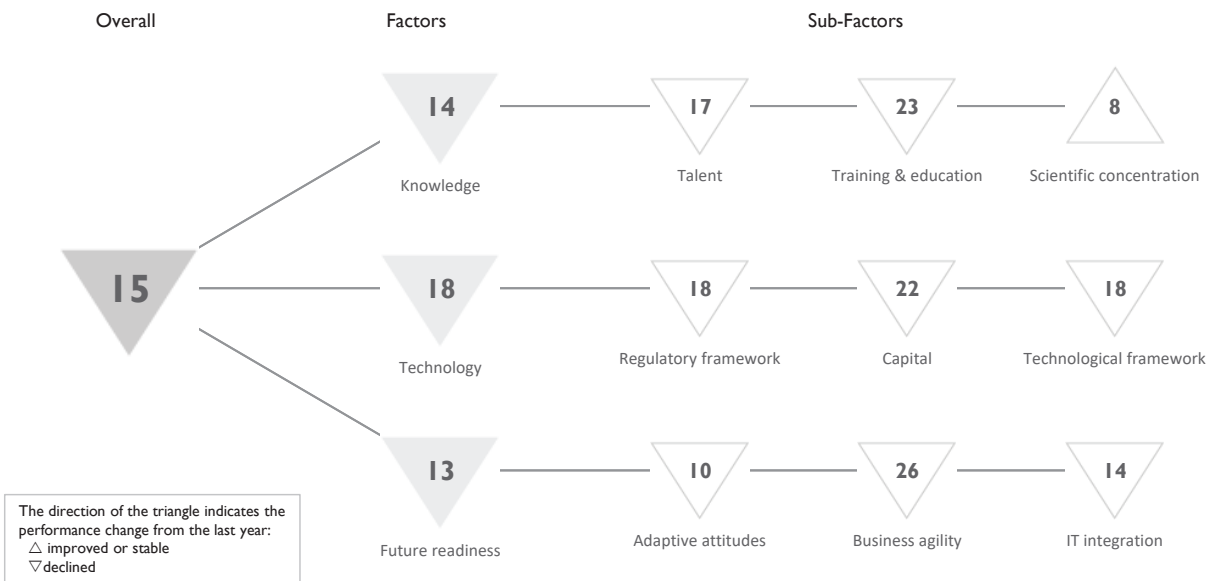 Overall Factors Sub-Factors
14 17 23 8
Knowledge Talent Training & education Scientific concentration
15 18 18 22 18
Technology Regulatory framework Capital Technological framework
13 10 26 14
Future readiness Adaptive attitudes Business agility IT integration
The direction of the triangle indicates the
performance change from the last year:
△ improved or stable
▽ declined